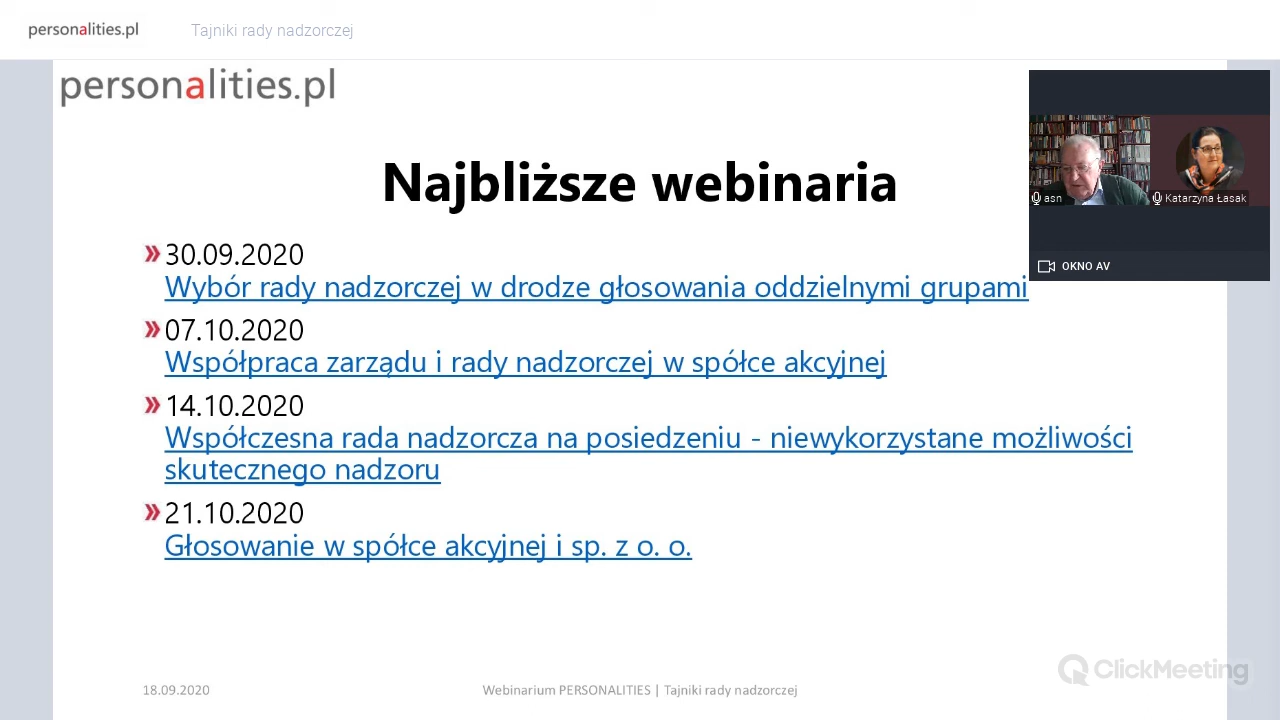 personalities.pl
Tajniki rady nadzorczej
personalities.pl
Najbliższe webinaria
30.09.2020
Wybór rady nadzorczej w drodze głosowania oddzielnymi grupami
07.10.2020
Współpraca zarządu i rady nadzorczej w spółce akcyjnej
14.10.2020
Współczesna rada nadzorcza na posiedzeniu - niewykorzystane możliwości
skutecznego nadzoru
21.10.2020
Głosowanie w spółce akcyjnej i sp. z o. o.
asn
Katarzyna Łasak
OKNO AV
ClickMeeting
18.09.2020
Webinarium PERSONALITIES | Tajniki rady nadzorczej